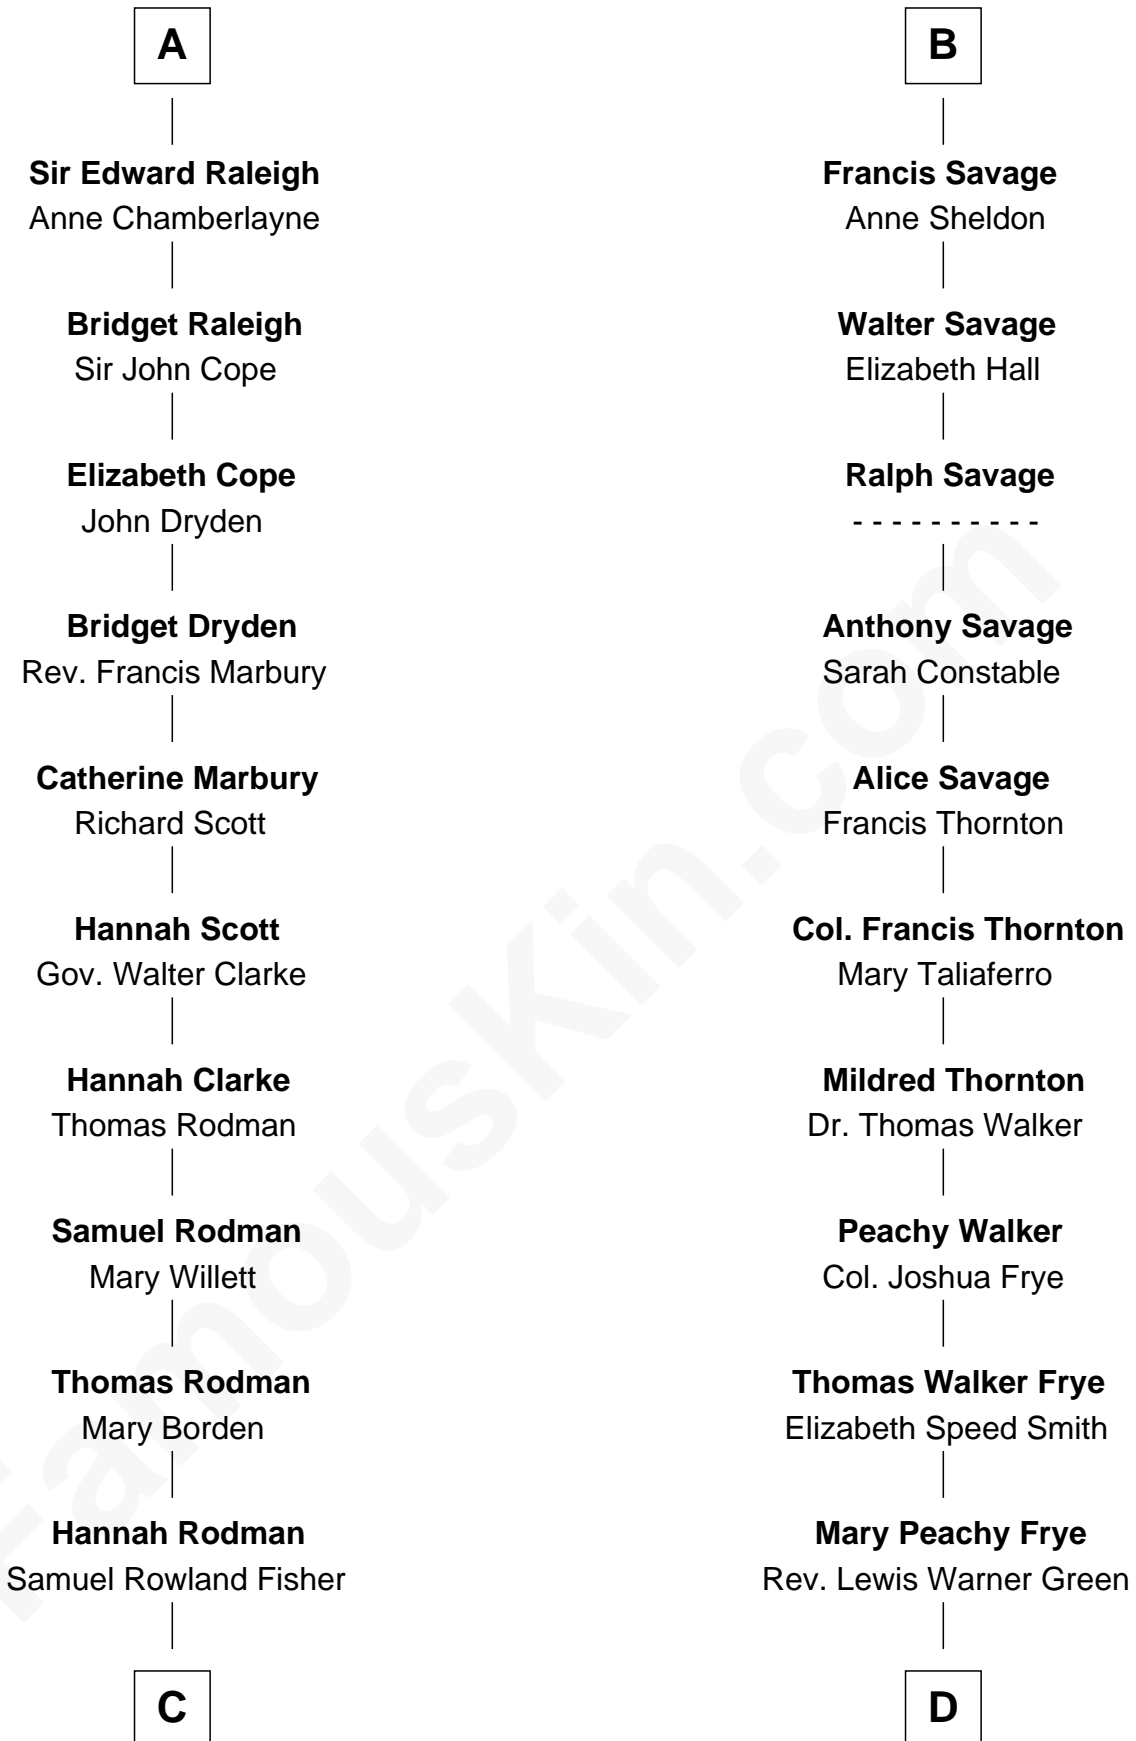 A
Sir Edward Raleigh
Anne Chamberlayne
Bridget Raleigh
Sir John Cope
Elizabeth Cope
John Dryden
Bridget Dryden
Rev. Francis Marbury
Catherine Marbury
Richard Scott
Hannah Scott
Gov. Walter Clarke
Hannah Clarke
Thomas Rodman
Samuel Rodman
Mary Willett
Thomas Rodman
Mary Borden
Hannah Rodman
Samuel Rowland Fisher
C
B
Francis Savage
Anne Sheldon
Walter Savage
Elizabeth Hall
Ralph Savage
- - - - - - - - - -
Anthony Savage
Sarah Constable
Alice Savage
Francis Thornton
Col. Francis Thornton
Mary Taliaferro
Mildred Thornton
Dr. Thomas Walker
Peachy Walker
Col. Joshua Frye
Thomas Walker Frye
Elizabeth Speed Smith
Mary Peachy Frye
Rev. Lewis Warner Green
D
FamousKin.com